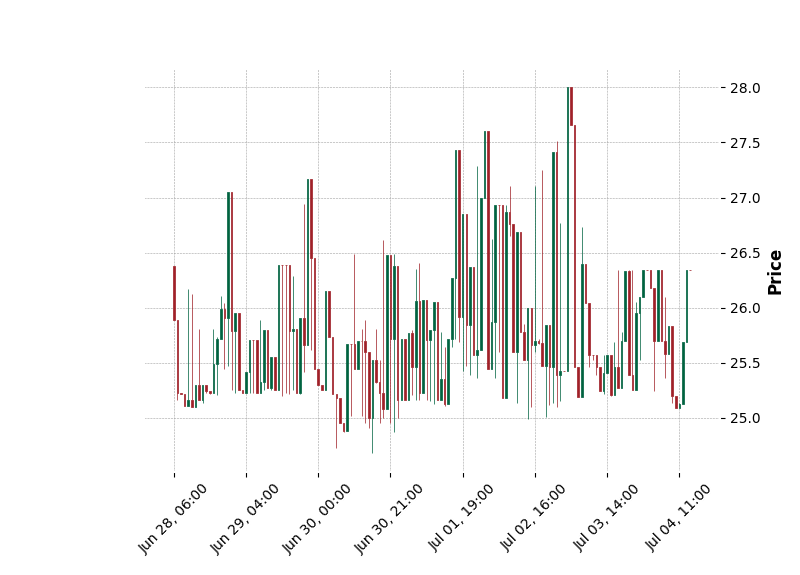 28.0
27.5
27.0
26.5
26.0
25.5
25.0
Price
Jun 28, 06:00
Jun 29, 04:00
Jun 30, 00:00
Jun 30, 21:00
Jul 01, 19:00
Jul 02, 16:00
Jul 03, 14:00
Jul 04, 11:00